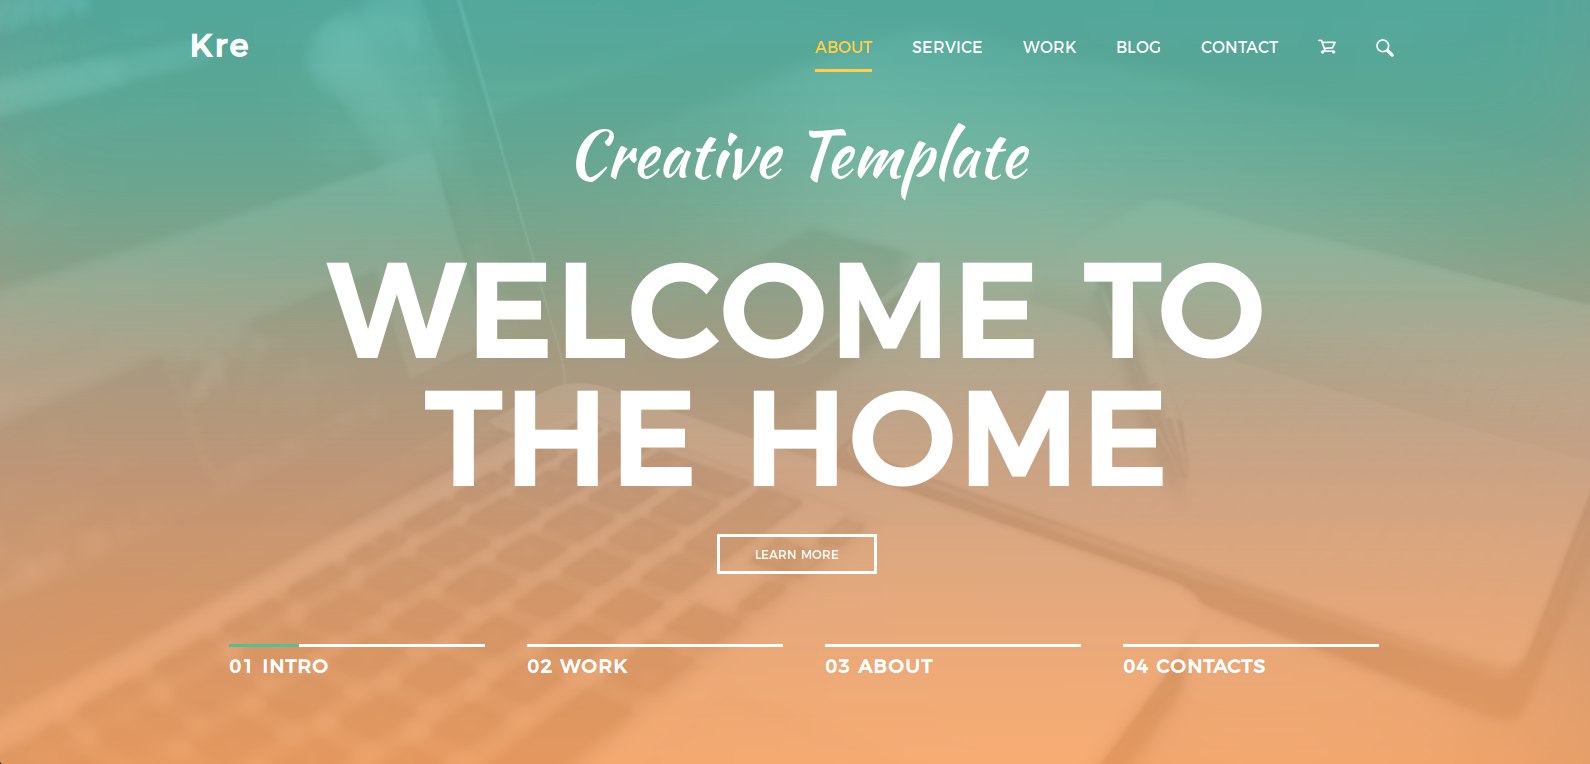 Kre
ABOUT SERVICE WORK BLOG CONTACT
Creative Template
WELCOME TO
THE HOME
LEARN MORE
01 INTRO 02 WORK 03 ABOUT 04 CONTACTS